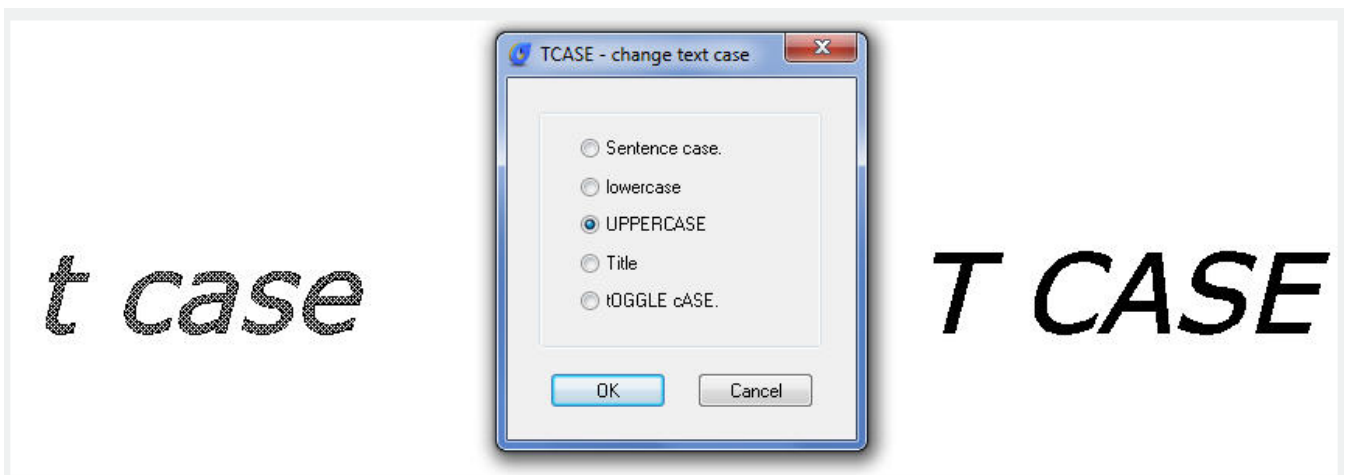 TCASE - change text case
Sentence case.
lowercase
UPPERCASE
Title
tOGGLE cASE.
OK Cancel
t case
T CASE